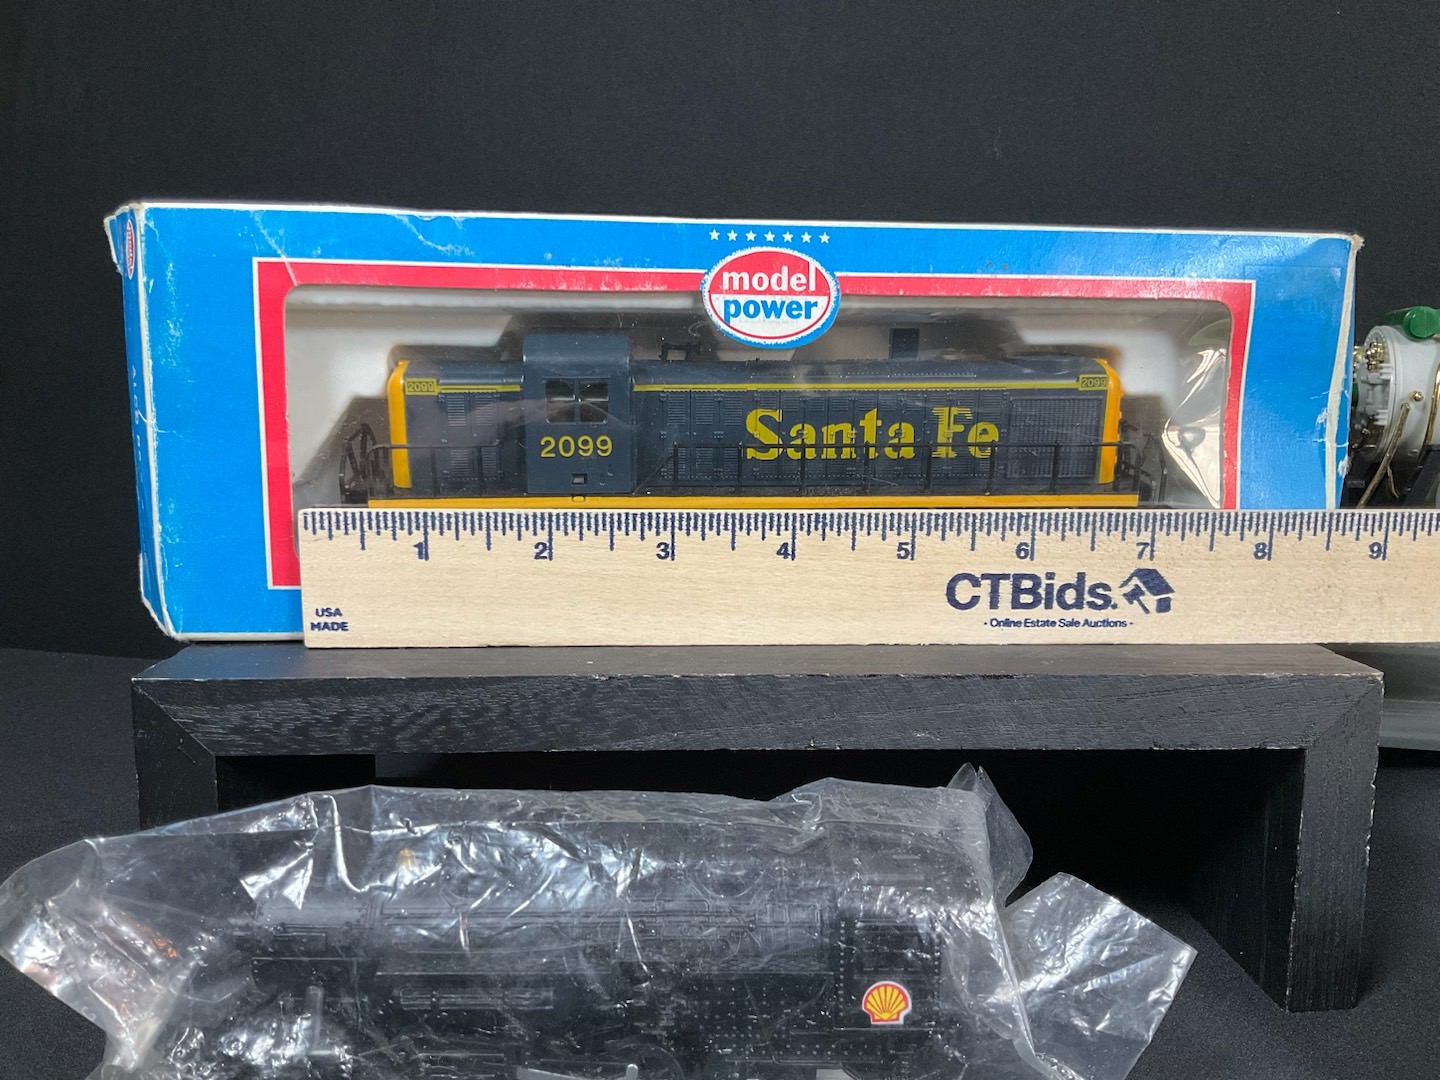 model
power
2099
2099
2099
Santa Fe
1 2 3 4 5 6 7 8 9
CTBids.
- Online Estate Sale Auctions -
USA
MADE